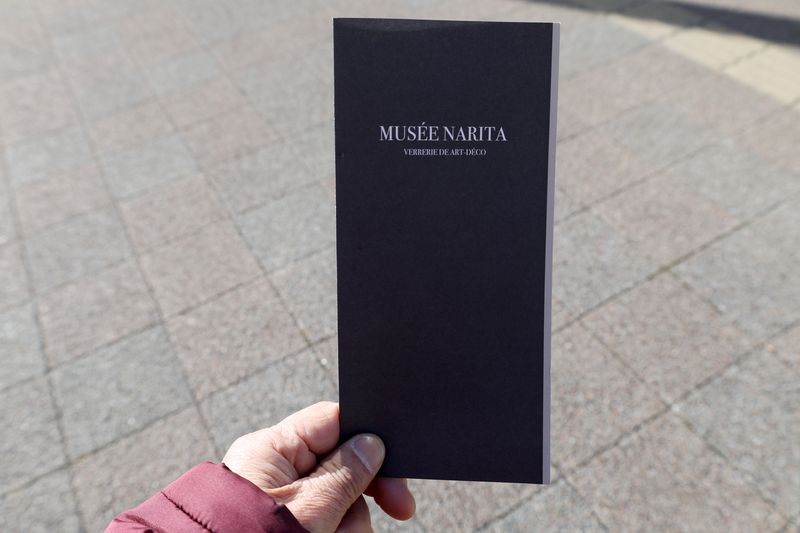 MUSÉE NARITA
VERRERIE DE ART-DÉCO